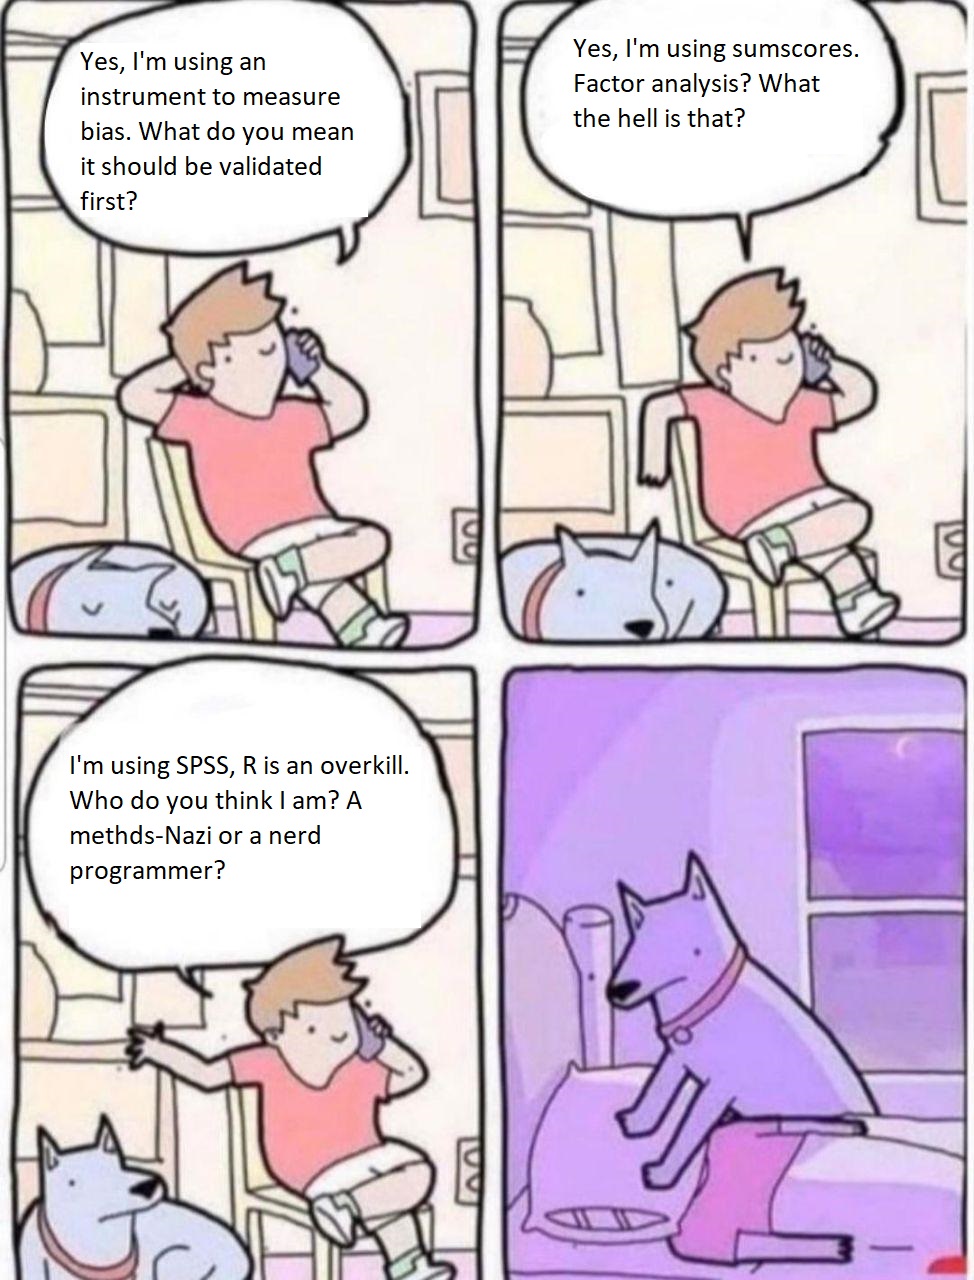 Yes, I'm using an
instrument to measure
bias. What do you mean
it should be validated
first?
Yes, I'm using sumscores.
Factor analysis? What
the hell is that?
I'm using SPSS, R is an overkill.
Who do you think I am? A
methds-Nazi or a nerd
programmer?